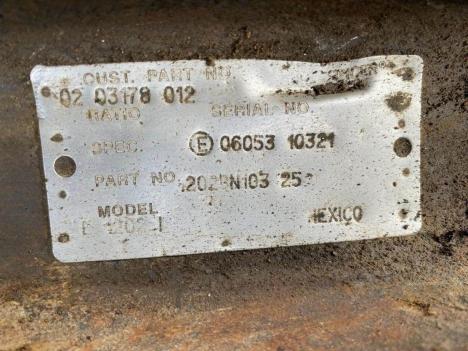 CUST. PART NO.
02 03178 012
RATIO SERIAL NO.
SPEC. Ⓔ 06053 10321
PART NO.
MODEL
MEXICO